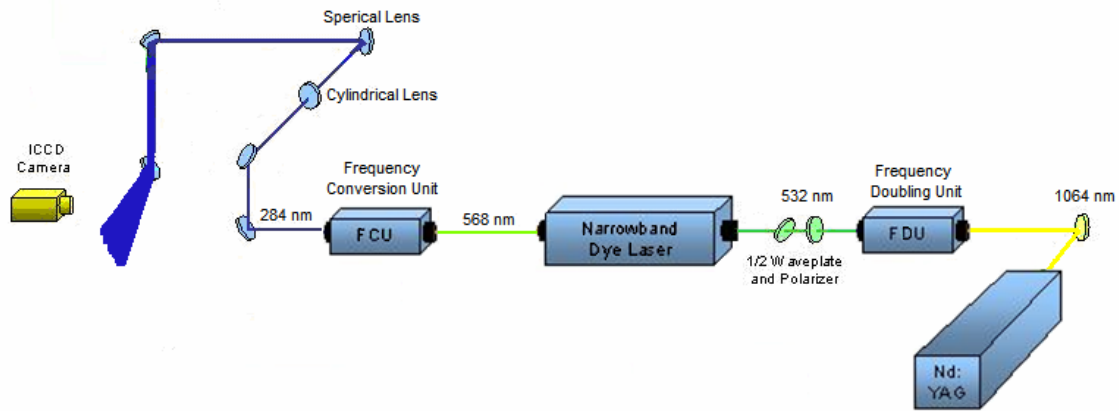 Sperical Lens
Cylindrical Lens
ICCD
Camera
Frequency
Conversion Unit
284 nm
FCU
568 nm
Narrowband
Dye Laser
532 nm
1/2 Waveplate
and Polarizer
Frequency
Doubling Unit
FDU
1064 nm
Nd:
YAG